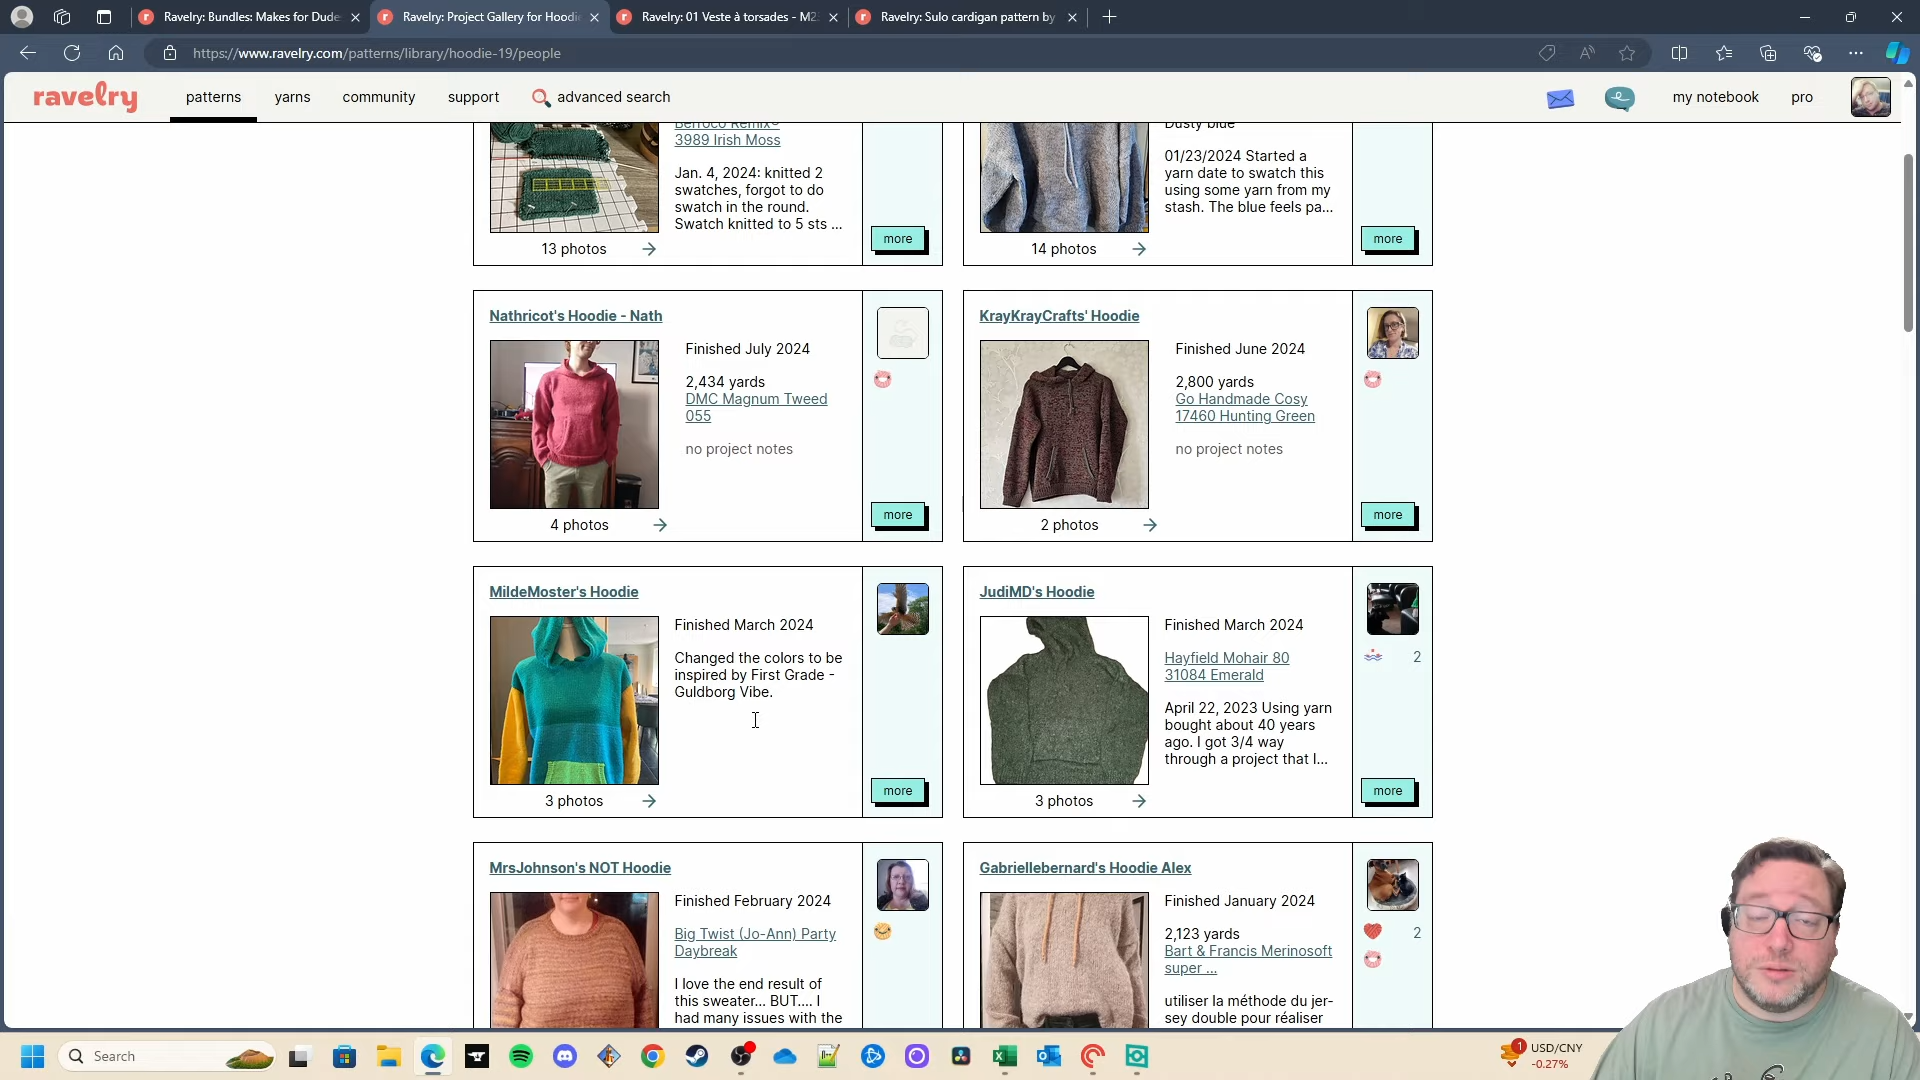 Ravelry: Bundles: Makes for Dude
Ravelry: Project Gallery for Hoodie
Ravelry: 01 Veste à torsades - M2
Ravelry: Sulo cardigan pattern by
https://www.ravelry.com/patterns/library/hoodie-19/people
ravelry
patterns
yarns
community
support
advanced search
my notebook
pro
Berroco Remix®
3989 Irish Moss
Jan. 4, 2024: knitted 2
swatches, forgot to do
swatch in the round.
Swatch knitted to 5 sts ...
13 photos
more
Dusty blue
01/23/2024 Started a
yarn date to swatch this
using some yarn from my
stash. The blue feels pa...
14 photos
more
Nathricot's Hoodie - Nath
Finished July 2024
2,434 yards
DMC Magnum Tweed
055
no project notes
4 photos
more
KrayKrayCrafts' Hoodie
Finished June 2024
2,800 yards
Go Handmade Cosy
17460 Hunting Green
no project notes
2 photos
more
MildeMoster's Hoodie
Finished March 2024
Changed the colors to be
inspired by First Grade -
Guldborg Vibe.
3 photos
more
JudiMD's Hoodie
Finished March 2024
2
Hayfield Mohair 80
31084 Emerald
April 22, 2023 Using yarn
bought about 40 years
ago. I got 3/4 way
through a project that I...
3 photos
more
MrsJohnson's NOT Hoodie
Finished February 2024
Big Twist (Jo-Ann) Party
Daybreak
I love the end result of
this sweater... BUT.... I
had many issues with the
Gabriellebernard's Hoodie Alex
Finished January 2024
2
2,123 yards
Bart & Francis Merinosoft
super ...
utiliser la méthode du jer-
sey double pour réaliser
Search
1
USD/CNY
-0.27%